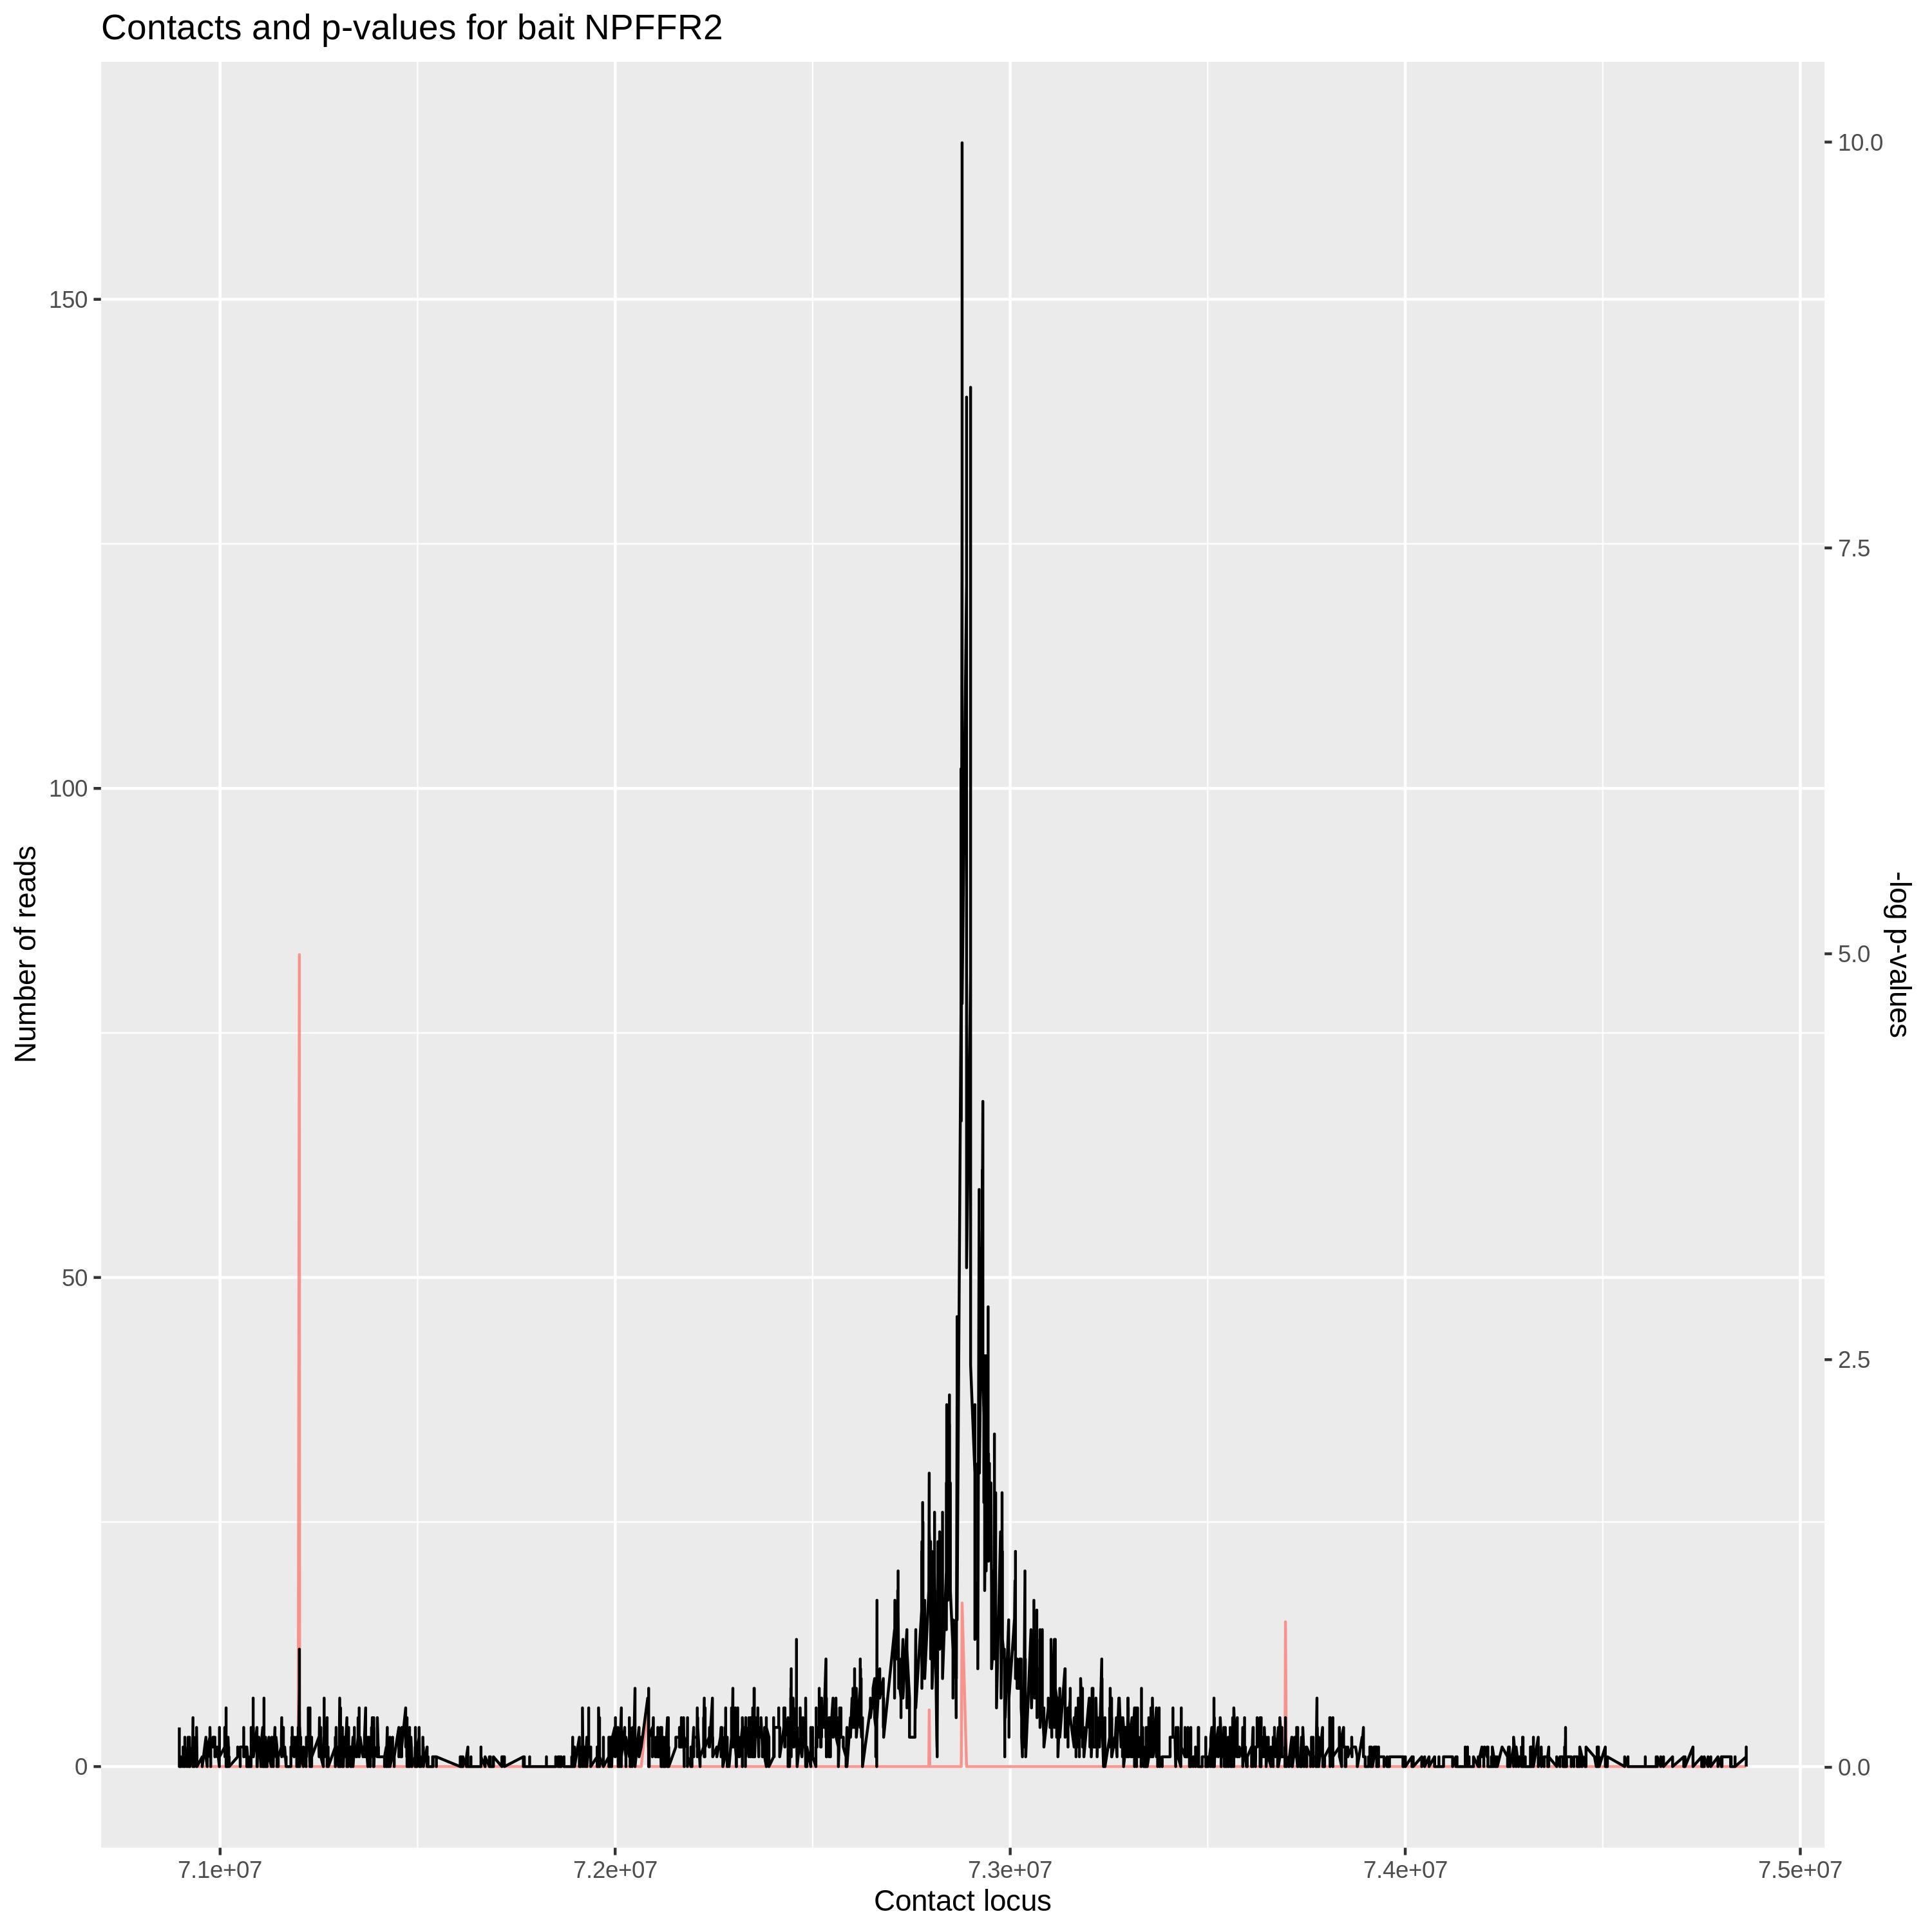 Contacts and p-values for bait NPFFR2
Number of reads
150
100
50
0
10.0
7.5
5.0
2.5
0.0
-log p-values
7.1e+07
7.2e+07
7.3e+07
7.4e+07
7.5e+07
Contact locus